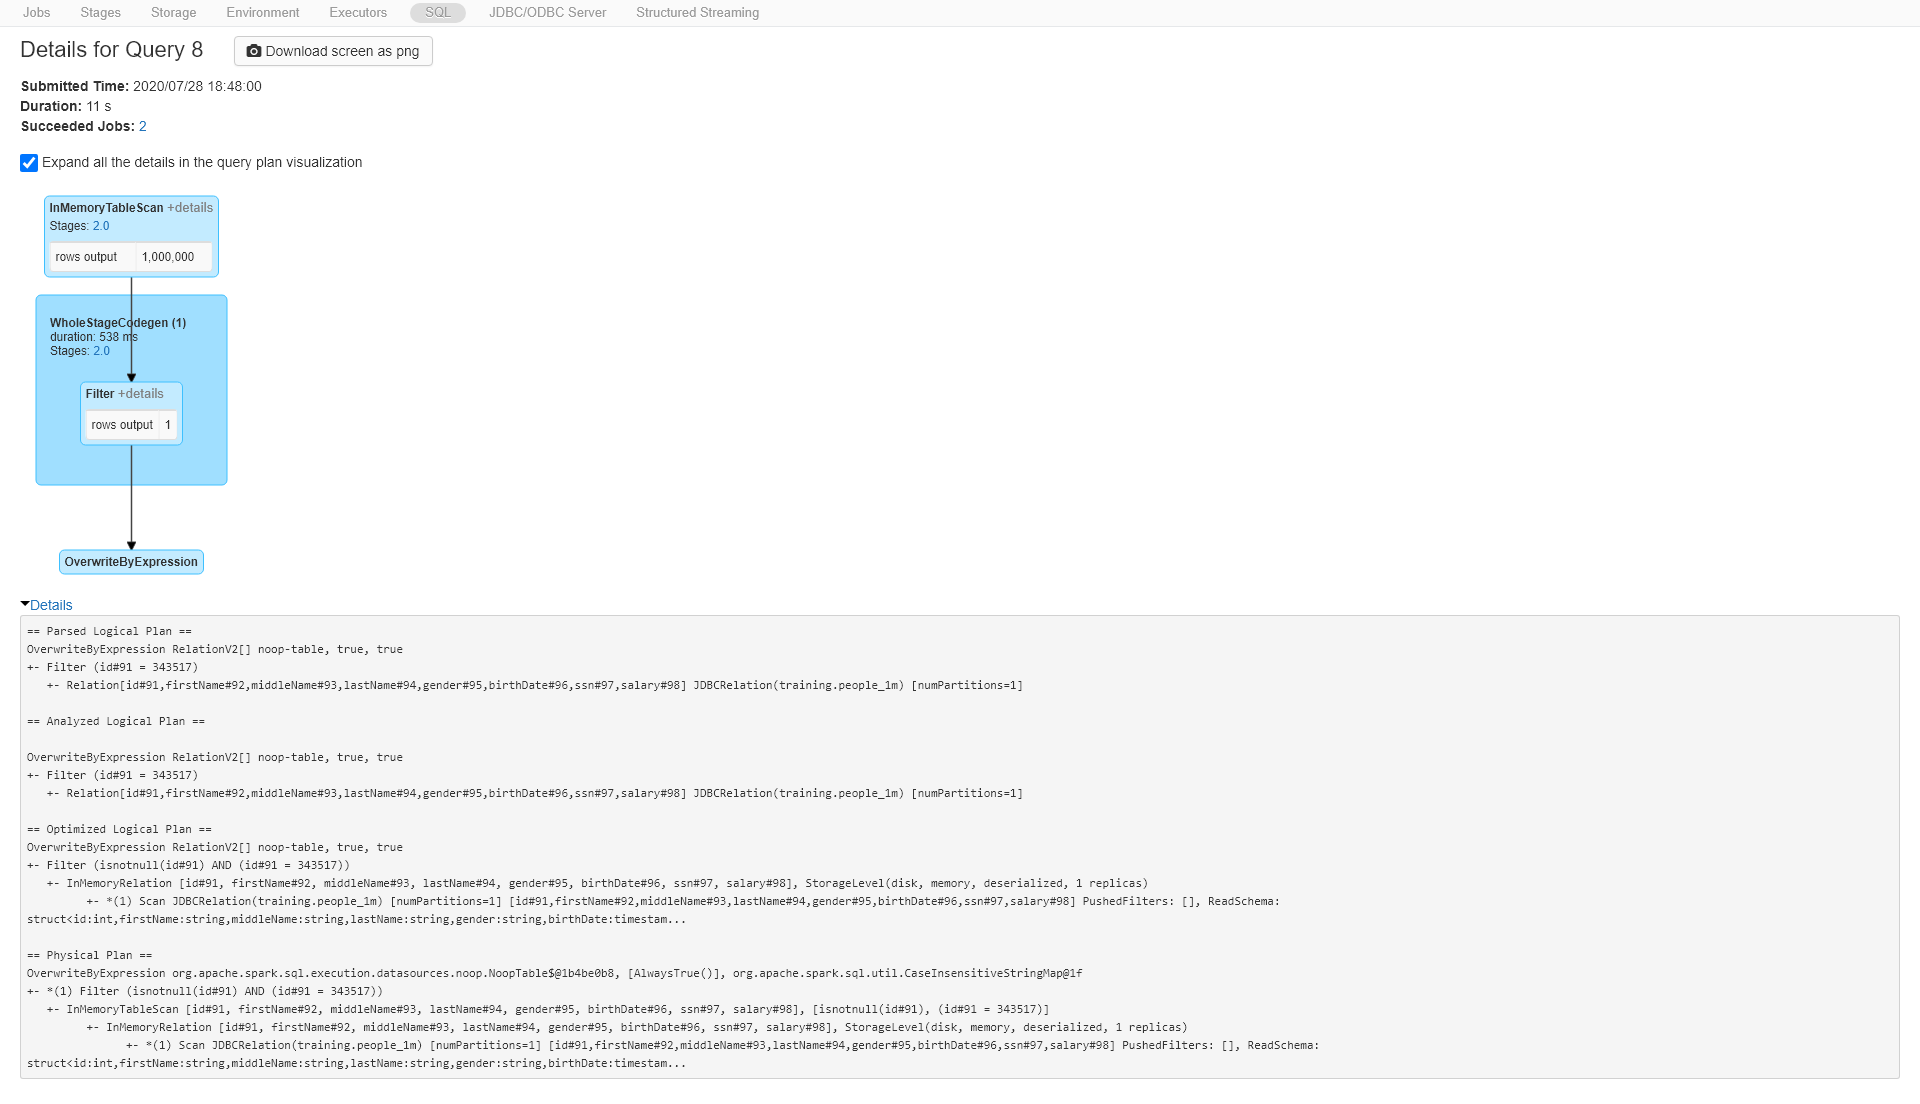 Jobs Stages Storage Environment Executors SQL JDBC/ODBC Server Structured Streaming
Details for Query 8 Download screen as png
Submitted Time: 2020/07/28 18:48:00
Duration: 11 s
Succeeded Jobs: 2
Expand all the details in the query plan visualization
InMemoryTableScan +details
Stages: 2.0
rows output 1,000,000
WholeStageCodegen (1)
duration: 538 ms
Stages: 2.0
Filter +details
rows output 1
OverwriteByExpression
Details
== Parsed Logical Plan ==
OverwriteByExpression RelationV2[] noop-table, true, true
+- Filter (id#91 = 343517)
   +- Relation[id#91,firstName#92,middleName#93,lastName#94,gender#95,birthDate#96,ssn#97,salary#98] JDBCRelation(training.people_1m) [numPartitions=1]
== Analyzed Logical Plan ==
OverwriteByExpression RelationV2[] noop-table, true, true
+- Filter (id#91 = 343517)
   +- Relation[id#91,firstName#92,middleName#93,lastName#94,gender#95,birthDate#96,ssn#97,salary#98] JDBCRelation(training.people_1m) [numPartitions=1]
== Optimized Logical Plan ==
OverwriteByExpression RelationV2[] noop-table, true, true
+- Filter (isnotnull(id#91) AND (id#91 = 343517))
   +- InMemoryRelation [id#91, firstName#92, middleName#93, lastName#94, gender#95, birthDate#96, ssn#97, salary#98], StorageLevel(disk, memory, deserialized, 1 replicas)
         +- *(1) Scan JDBCRelation(training.people_1m) [numPartitions=1] [id#91,firstName#92,middleName#93,lastName#94,gender#95,birthDate#96,ssn#97,salary#98] PushedFilters: [], ReadSchema:
struct<id:int,firstName:string,middleName:string,lastName:string,gender:string,birthDate:timestam...
== Physical Plan ==
OverwriteByExpression org.apache.spark.sql.execution.datasources.noop.NoopTable$@1b4be0b8, [AlwaysTrue()], org.apache.spark.sql.util.CaseInsensitiveStringMap@1f
+- *(1) Filter (isnotnull(id#91) AND (id#91 = 343517))
   +- InMemoryTableScan [id#91, firstName#92, middleName#93, lastName#94, gender#95, birthDate#96, ssn#97, salary#98], [isnotnull(id#91), (id#91 = 343517)]
         +- InMemoryRelation [id#91, firstName#92, middleName#93, lastName#94, gender#95, birthDate#96, ssn#97, salary#98], StorageLevel(disk, memory, deserialized, 1 replicas)
               +- *(1) Scan JDBCRelation(training.people_1m) [numPartitions=1] [id#91,firstName#92,middleName#93,lastName#94,gender#95,birthDate#96,ssn#97,salary#98] PushedFilters: [], ReadSchema:
struct<id:int,firstName:string,middleName:string,lastName:string,gender:string,birthDate:timestam...